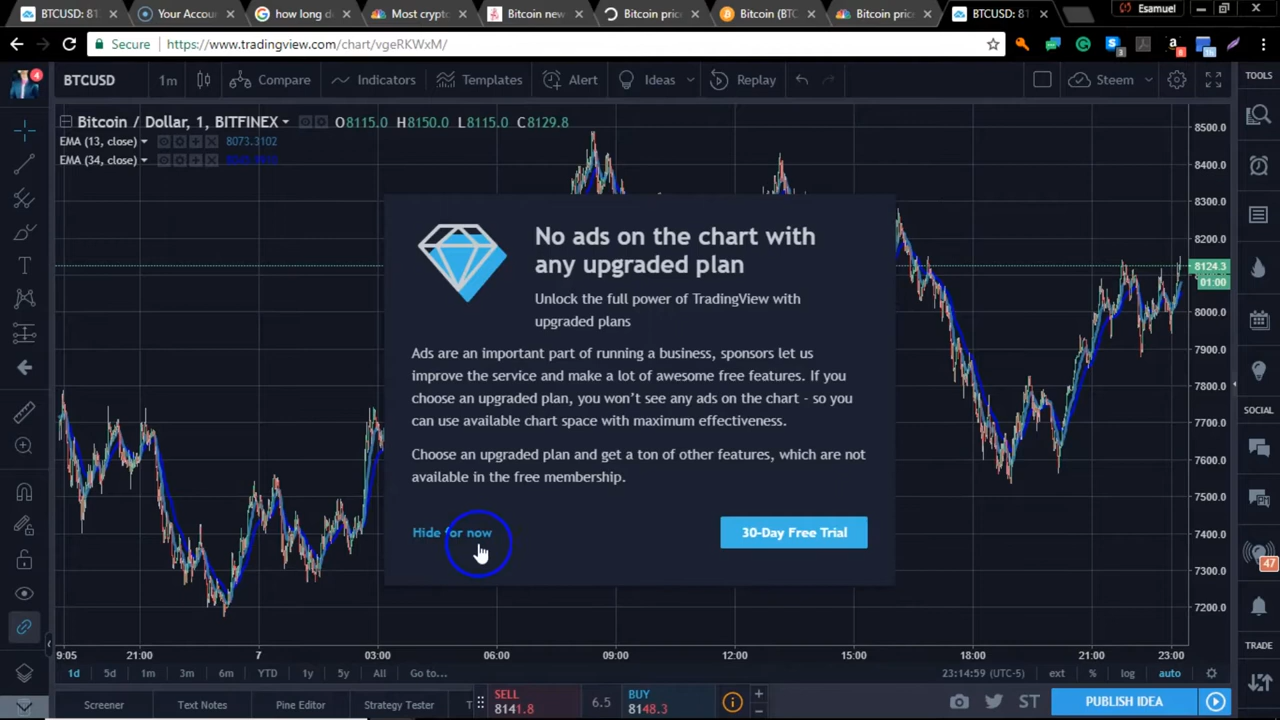 BTCUSD: 81
Your Accou
how long d
Most crypto
Bitcoin new
Bitcoin price
Bitcoin (BTC
Bitcoin price
BTCUSD: 81
Esamuel
Secure
https://www.tradingview.com/chart/vgeRKWxM/
3
8
16
4
BTCUSD
1m
Compare
Indicators
Templates
Alert
Ideas
Replay
Steem
TOOLS
Bitcoin / Dollar, 1, BITFINEX
O8115.0 H8150.0 L8115.0 C8129.8
EMA (13, close)
8073.3102
EMA (34, close)
8500.0
8400.0
8300.0
8200.0
8124.3
01:00
8000.0
7900.0
7800.0
7700.0
7600.0
7500.0
7400.0
7300.0
7200.0
No ads on the chart with
any upgraded plan
Unlock the full power of TradingView with
upgraded plans
Ads are an important part of running a business, sponsors let us
improve the service and make a lot of awesome free features. If you
choose an upgraded plan, you won't see any ads on the chart - so you
can use available chart space with maximum effectiveness.
Choose an upgraded plan and get a ton of other features, which are not
available in the free membership.
Hide for now
30-Day Free Trial
SOCIAL
47
TRADE
9:05
21:00
7
03:00
06:00
09:00
12:00
15:00
18:00
21:00
23:00
1d
5d
1m
3m
6m
YTD
1y
5y
All
Go to...
23:14:59 (UTC-5)
ext
%
log
auto
Screener
Text Notes
Pine Editor
Strategy Tester
T
SELL
8141.8
6.5
BUY
8148.3
ST
PUBLISH IDEA